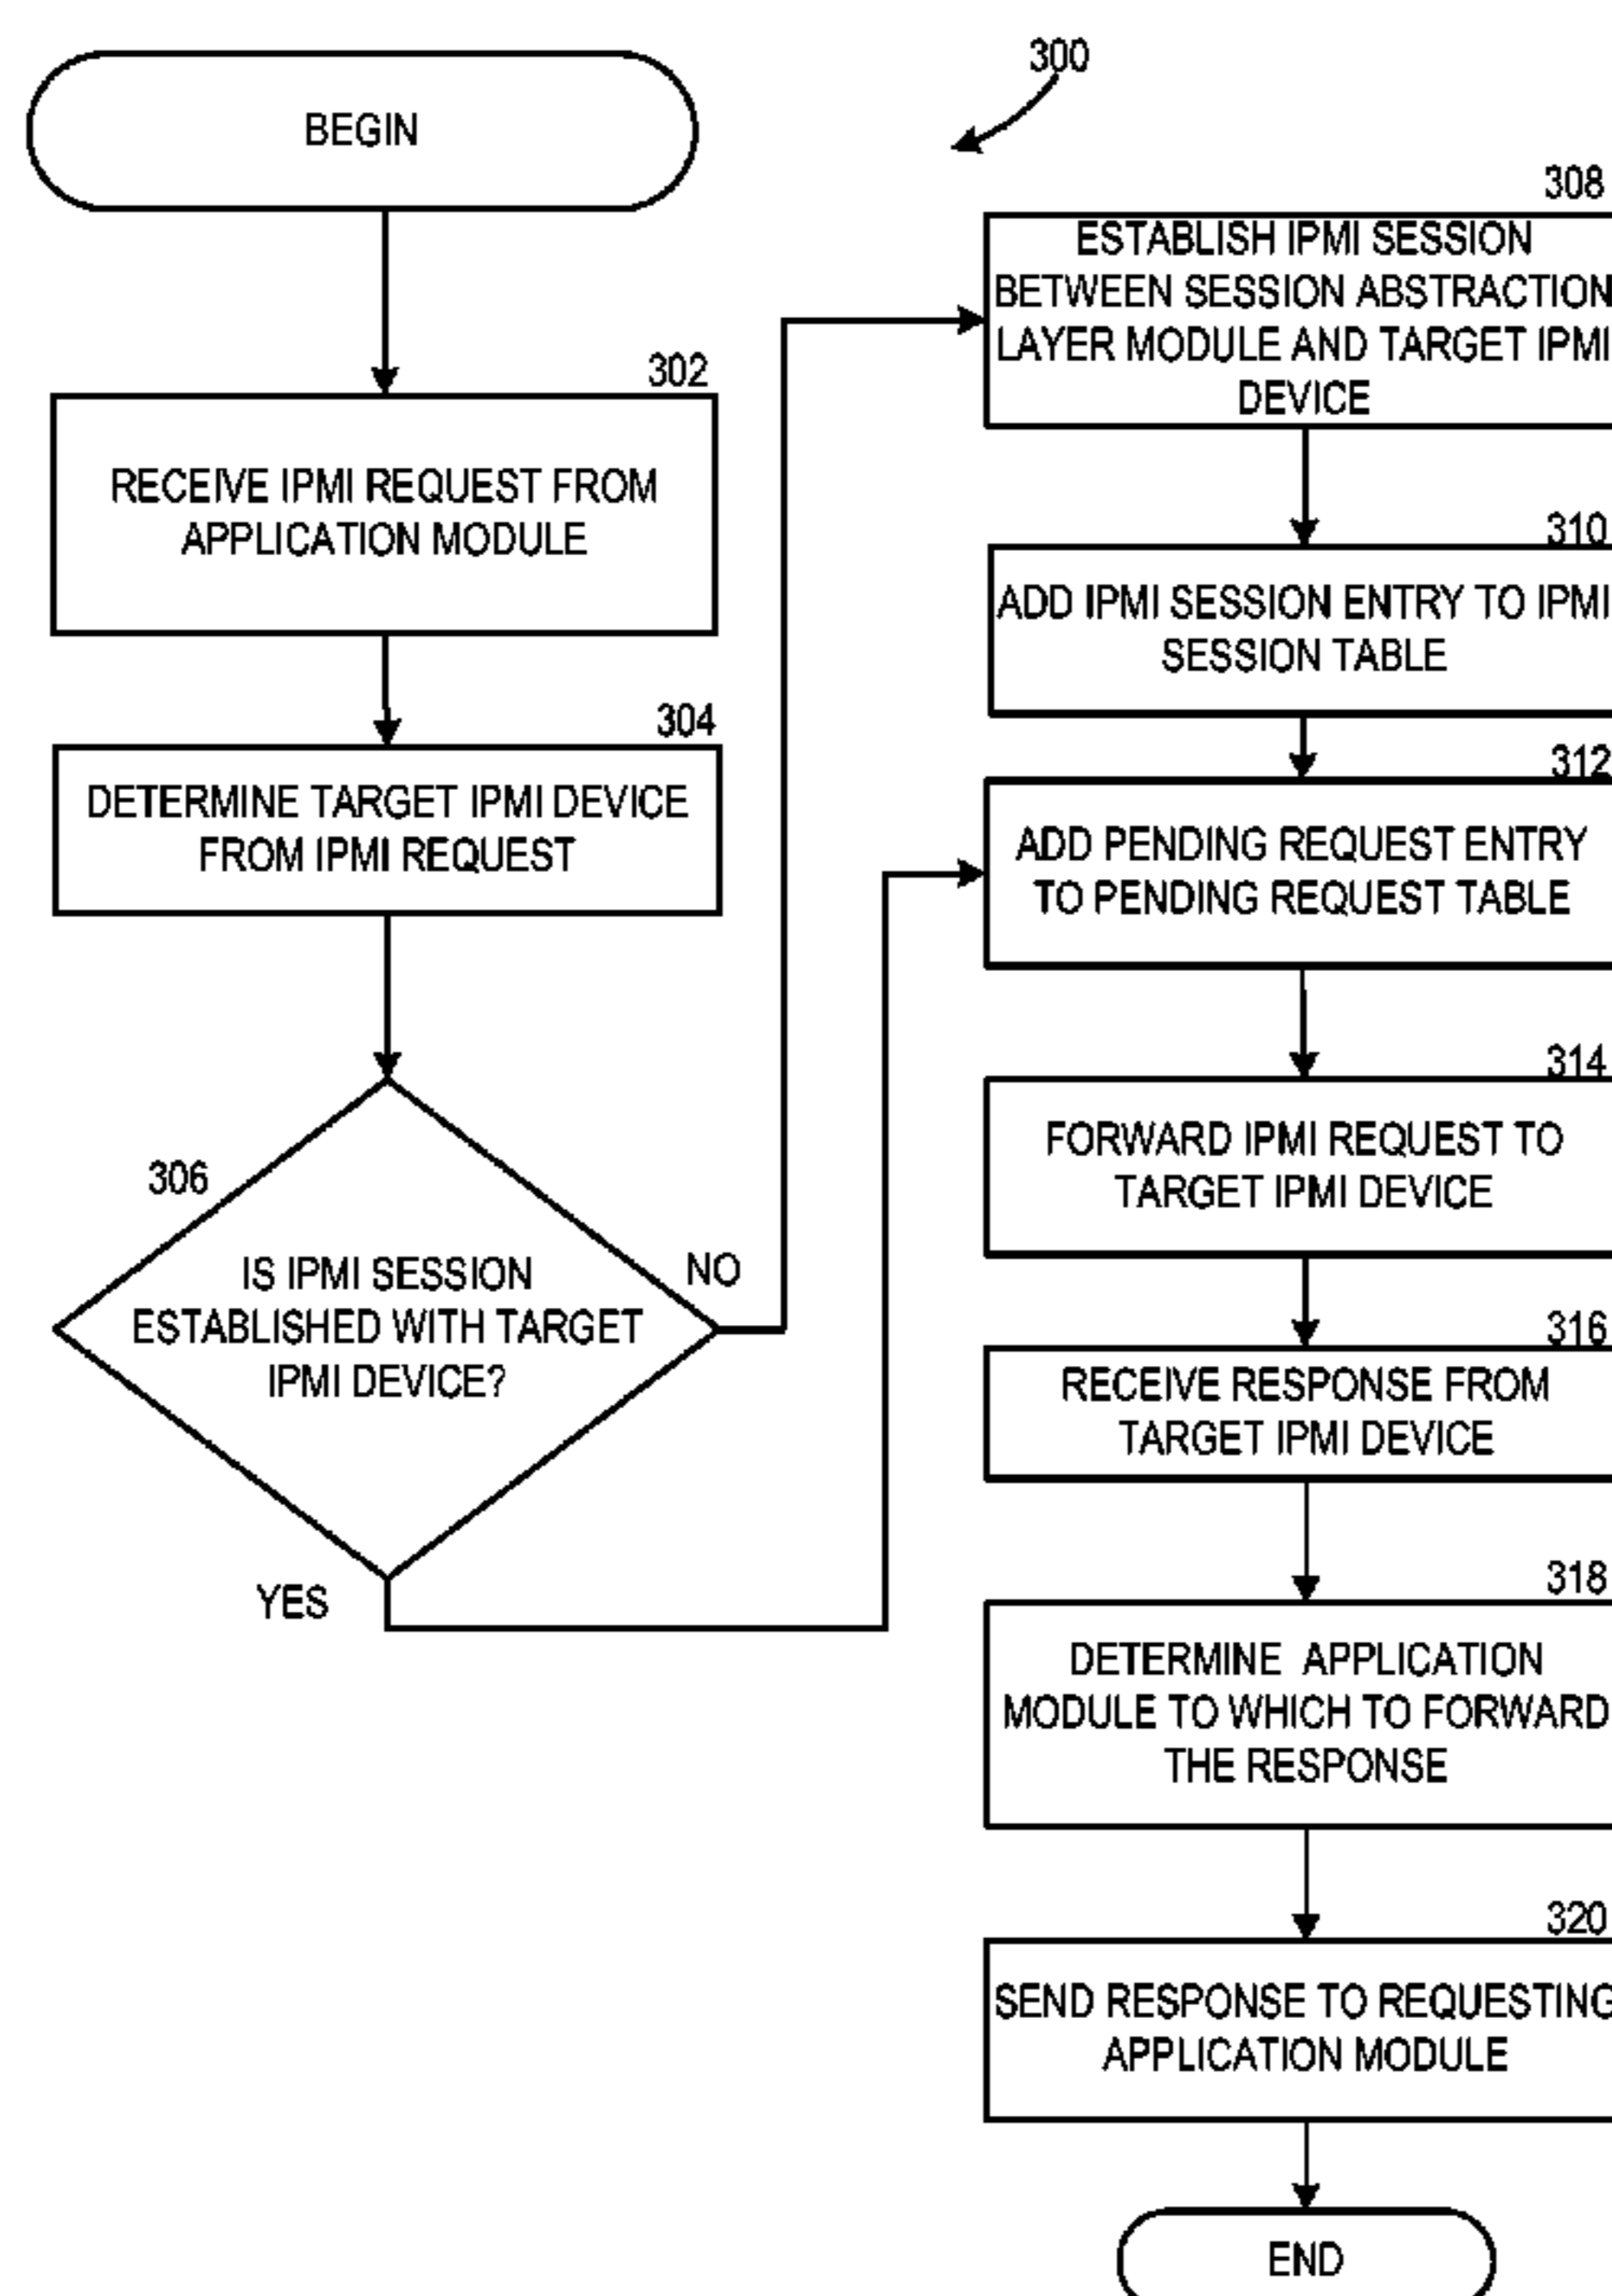 300
BEGIN
302
RECEIVE IPMI REQUEST FROM
APPLICATION MODULE
304
DETERMINE TARGET IPMI DEVICE
FROM IPMI REQUEST
306
IS IPMI SESSION
ESTABLISHED WITH TARGET
IPMI DEVICE?
NO
YES
308
ESTABLISH IPMI SESSION
BETWEEN SESSION ABSTRACTION
LAYER MODULE AND TARGET IPMI
DEVICE
310
ADD IPMI SESSION ENTRY TO IPMI
SESSION TABLE
312
ADD PENDING REQUEST ENTRY
TO PENDING REQUEST TABLE
314
FORWARD IPMI REQUEST TO
TARGET IPMI DEVICE
316
RECEIVE RESPONSE FROM
TARGET IPMI DEVICE
318
DETERMINE APPLICATION
MODULE TO WHICH TO FORWARD
THE RESPONSE
320
SEND RESPONSE TO REQUESTING
APPLICATION MODULE
END